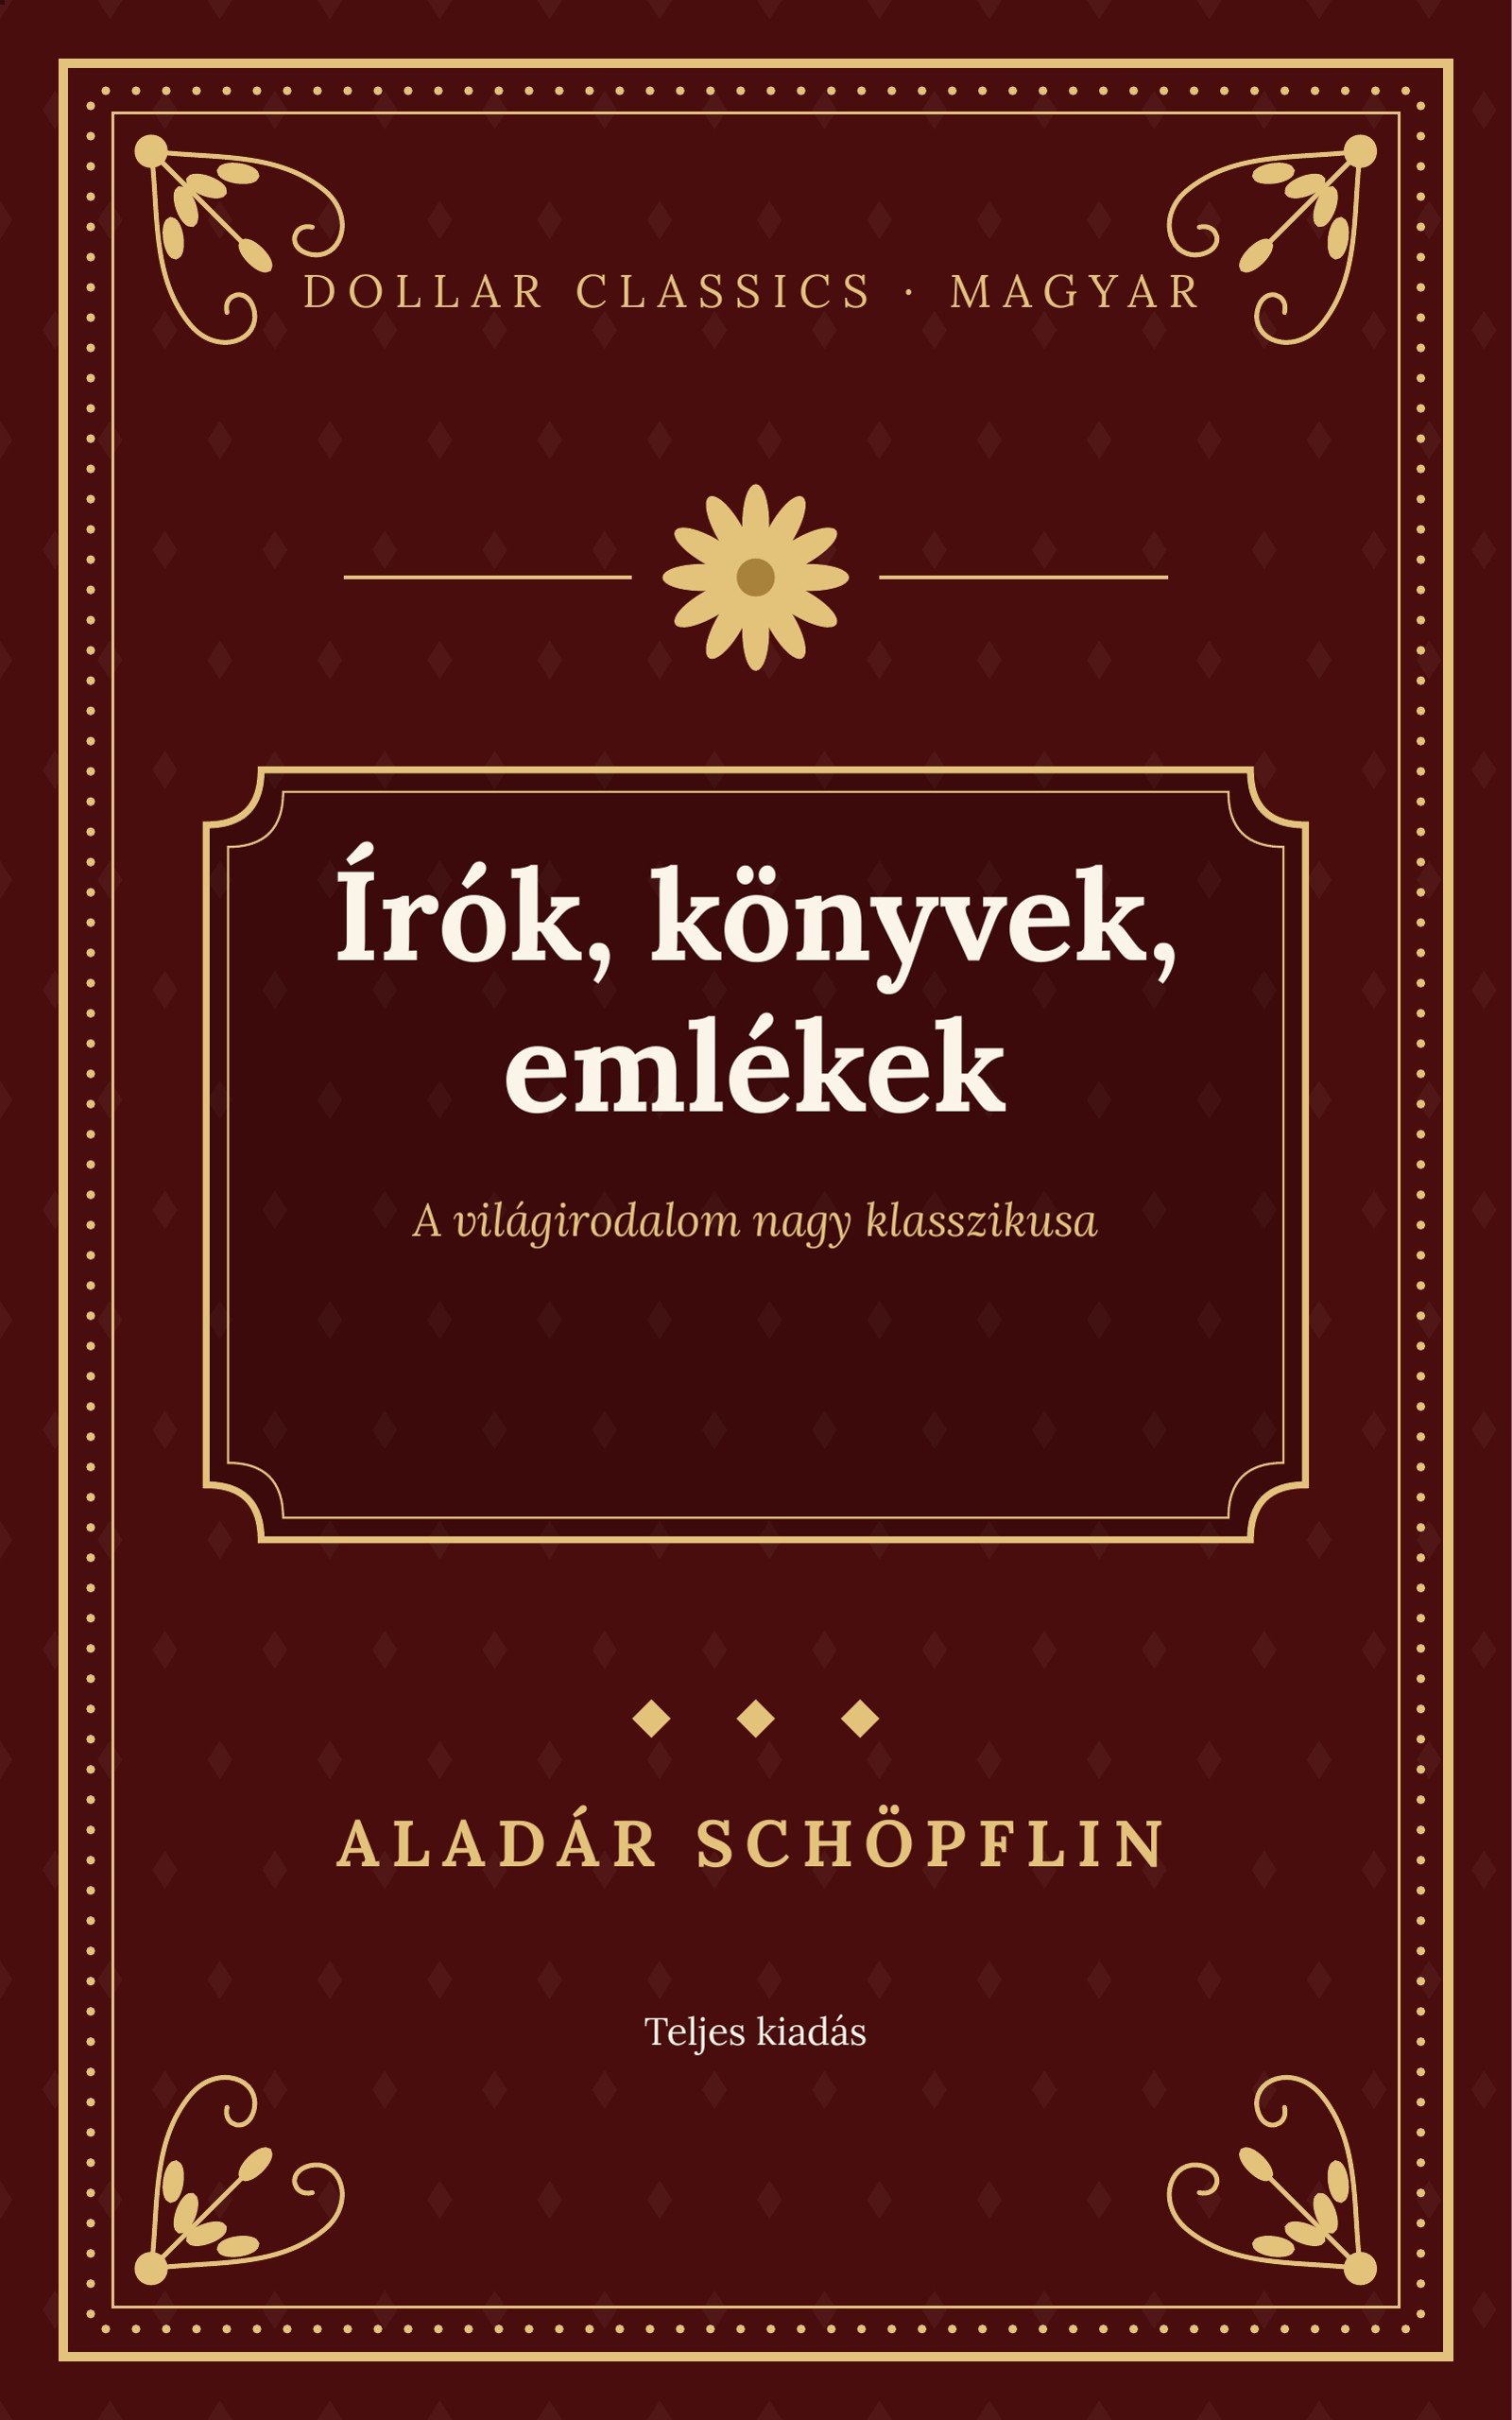 DOLLAR CLASSICS · MAGYAR
Írók, könyvek,
emlékek
A világirodalom nagy klasszikusa
ALADÁR SCHÖPFLIN
Teljes kiadás